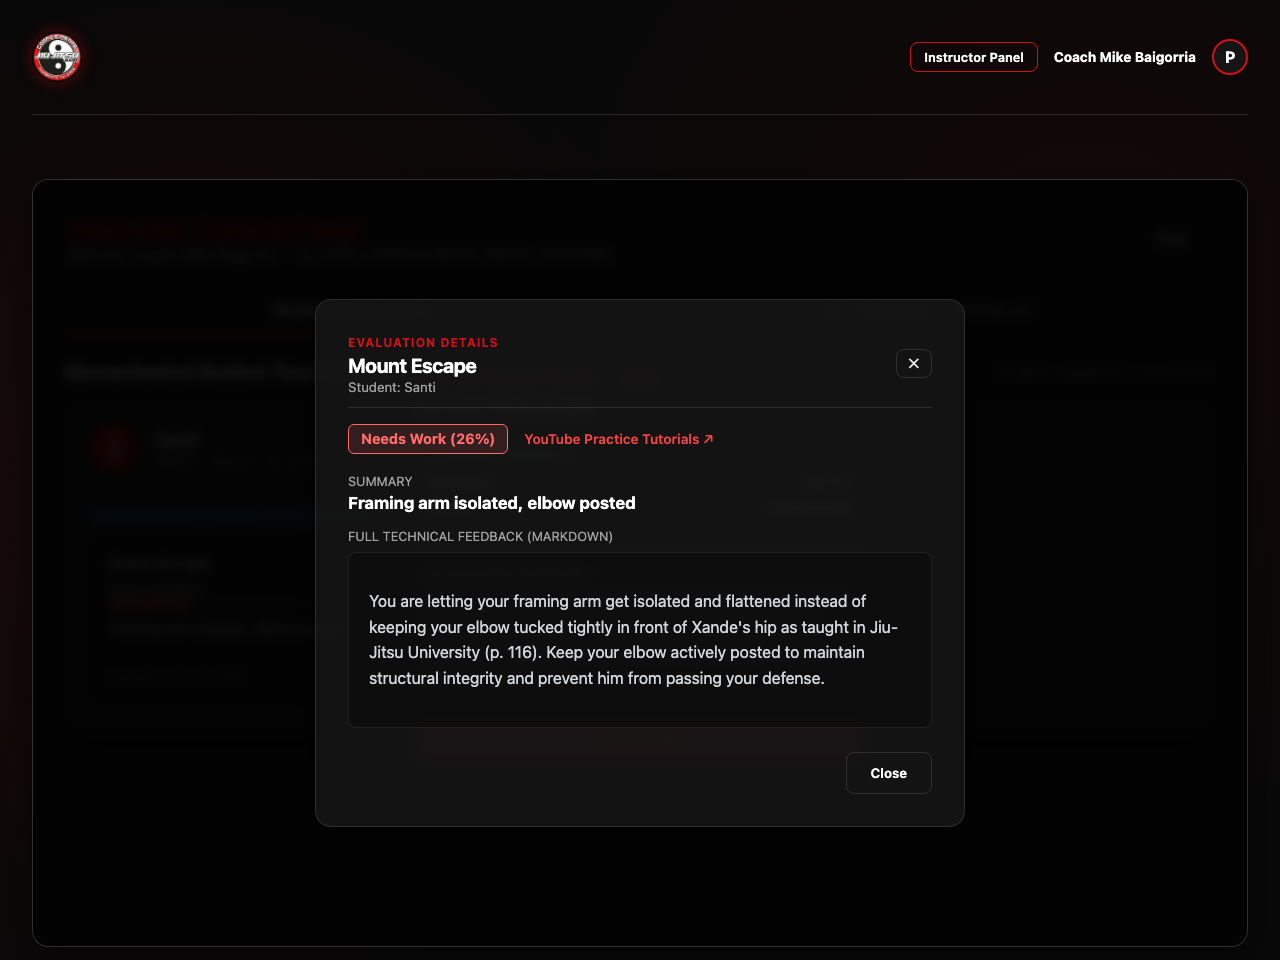 Instructor Panel
Coach Mike Baigorria
P
EVALUATION DETAILS
Mount Escape
Student: Santi
✕
Needs Work (26%)
YouTube Practice Tutorials ↗
SUMMARY
Framing arm isolated, elbow posted
FULL TECHNICAL FEEDBACK (MARKDOWN)
You are letting your framing arm get isolated and flattened instead of
keeping your elbow tucked tightly in front of Xande's hip as taught in Jiu-
Jitsu University (p. 116). Keep your elbow actively posted to maintain
structural integrity and prevent him from passing your defense.
Close